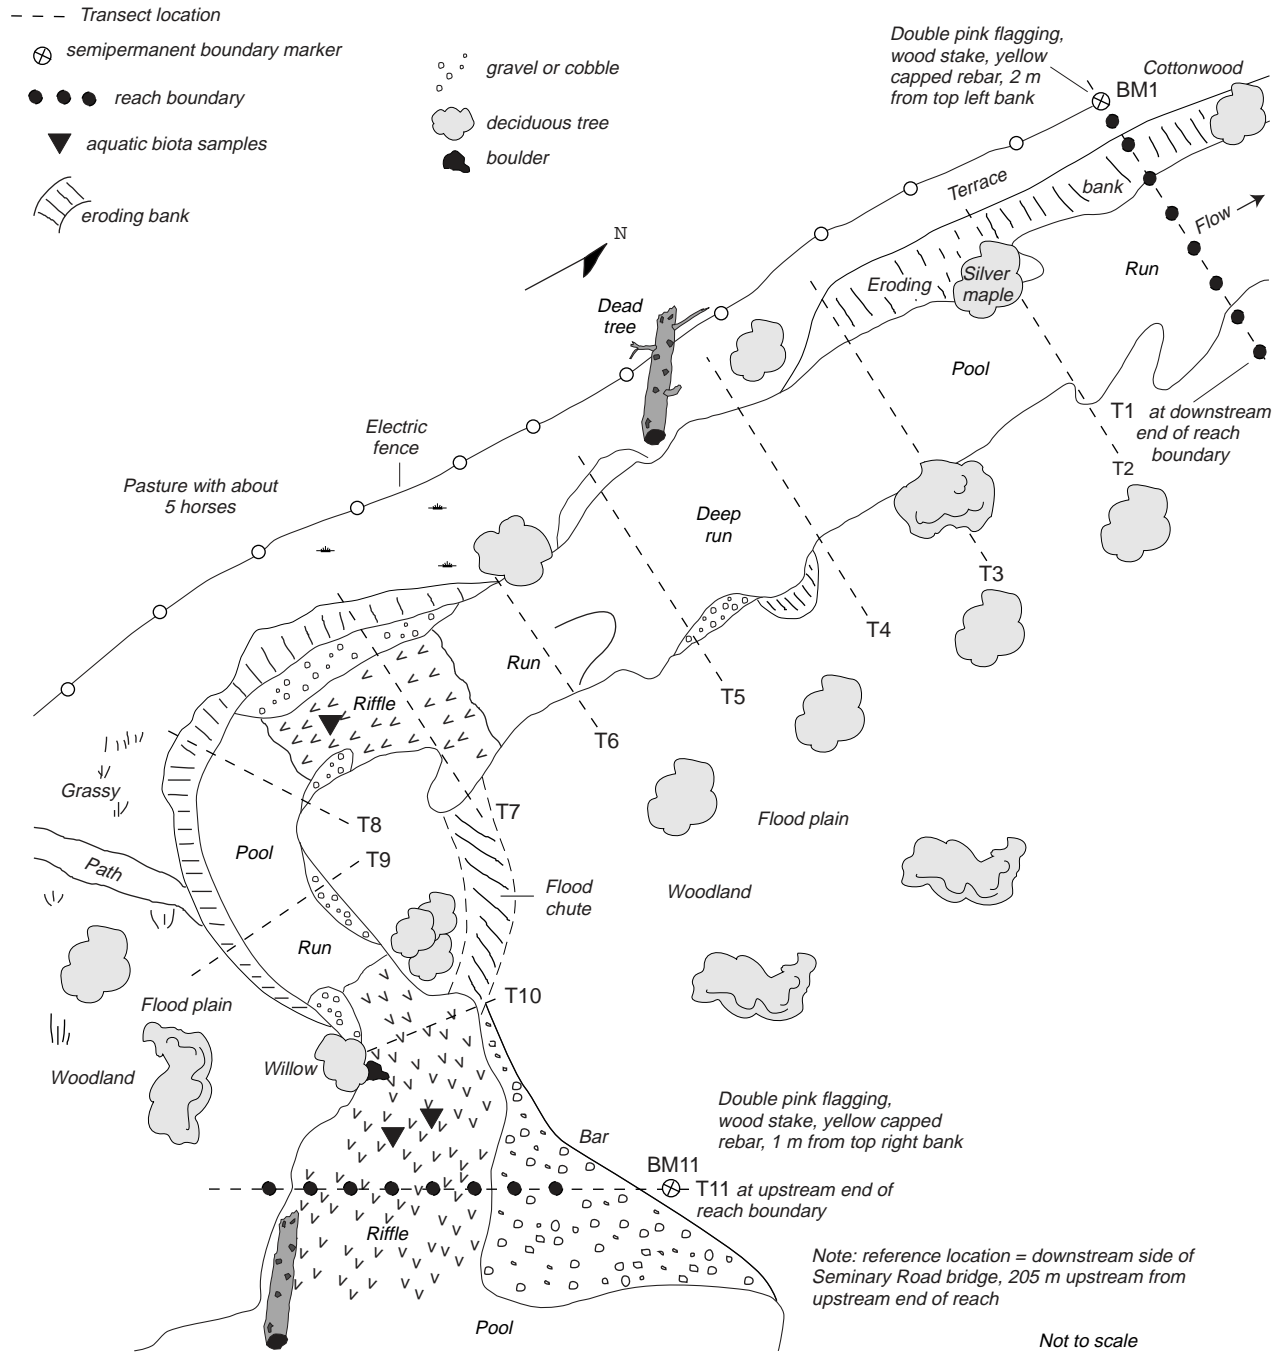 Transect location
semipermanent boundary marker
reach boundary
aquatic biota samples
eroding bank
gravel or cobble
deciduous tree
boulder
Double pink flagging,
wood stake, yellow
capped rebar, 2 m
from top left bank
BM1
Cottonwood
Terrace
bank
Flow
N
Run
Eroding
Silver
maple
Dead
tree
Pool
T1 at downstream
end of reach
boundary
T2
Electric
fence
Pasture with about
5 horses
Deep
run
T3
T4
Run
T5
Riffle
T6
Grassy
T7
T8
Flood plain
Pool
T9
Path
Flood
chute
Woodland
Run
T10
Flood plain
Willow
Woodland
Double pink flagging,
wood stake, yellow capped
rebar, 1 m from top right bank
Bar
BM11
T11 at upstream end of
reach boundary
Riffle
Note: reference location = downstream side of
Seminary Road bridge, 205 m upstream from
upstream end of reach
Pool
Not to scale